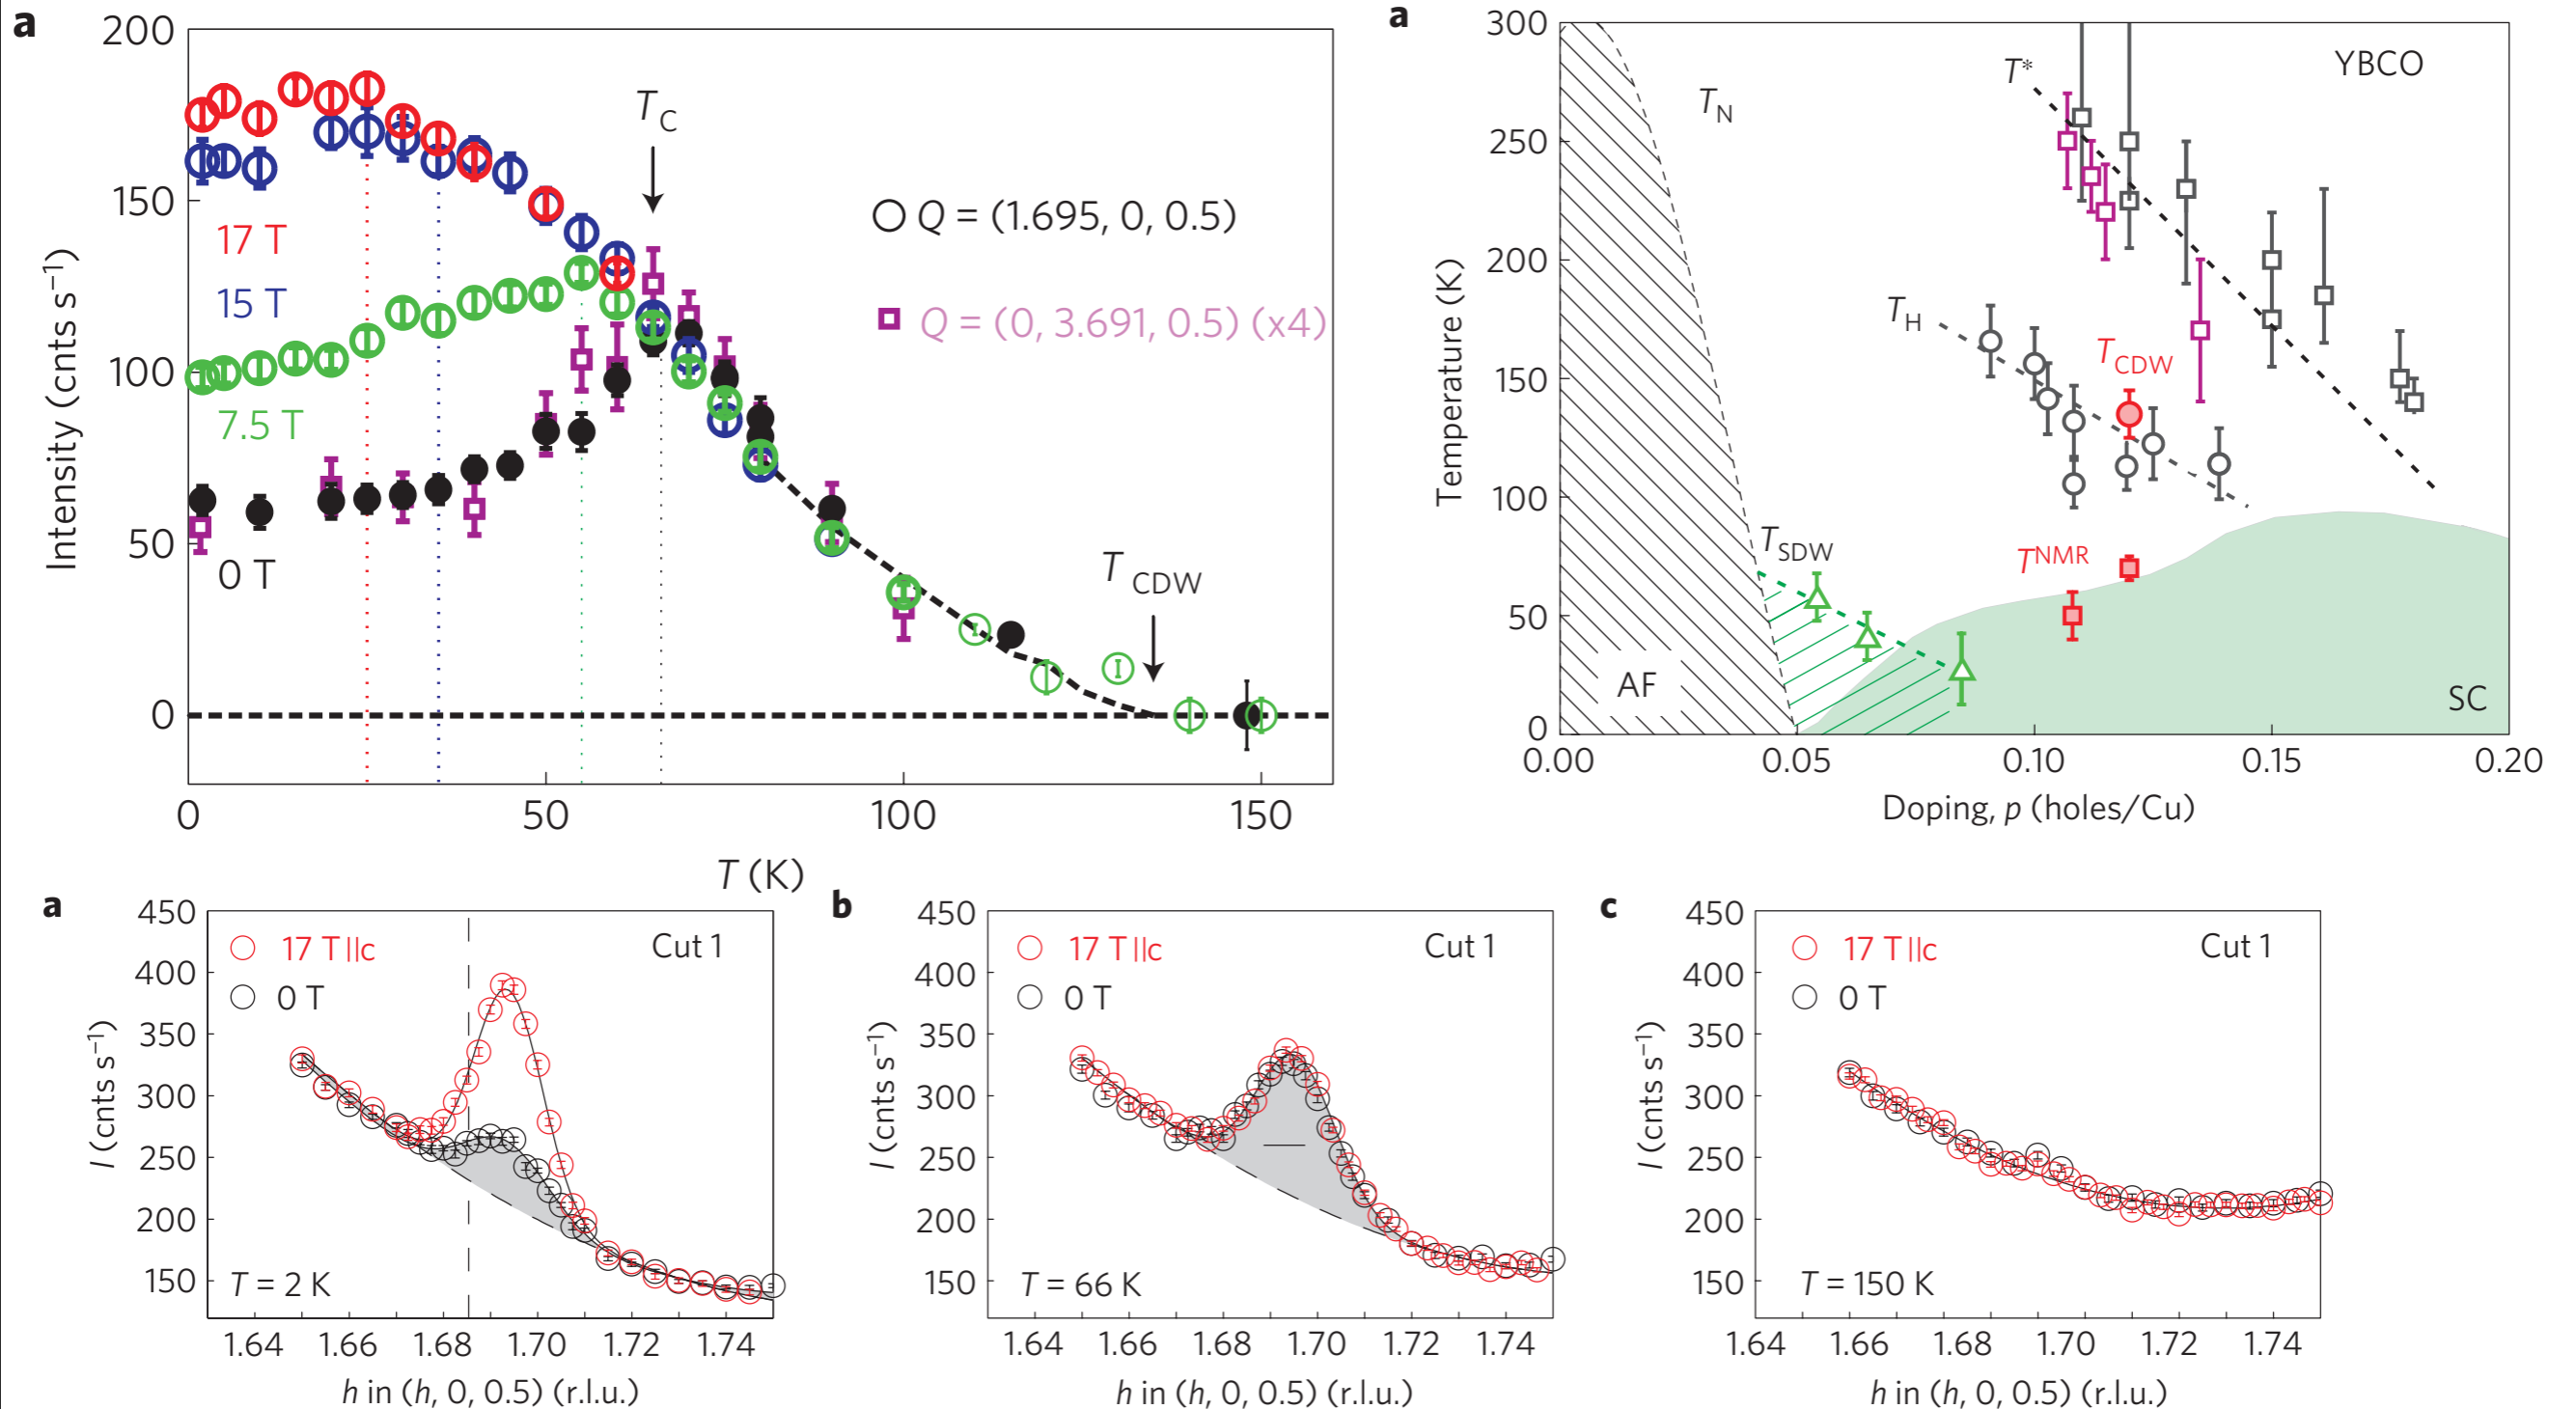 a
Intensity (cnts s⁻¹)
200
150
100
50
0
0
50
100
150
T (K)
17 T
15 T
7.5 T
0 T
T_C
Q = (1.695, 0, 0.5)
Q = (0, 3.691, 0.5) (x4)
T_CDW
a
Temperature (K)
300
250
200
150
100
50
0
0.00
0.05
0.10
0.15
0.20
Doping, p (holes/Cu)
YBCO
T*
T_N
T_H
T_CDW
T_SDW
T^NMR
AF
SC
a
I (cnts s⁻¹)
450
400
350
300
250
200
150
17 T||c
0 T
Cut 1
T = 2 K
1.64
1.66
1.68
1.70
1.72
1.74
h in (h, 0, 0.5) (r.l.u.)
b
I (cnts s⁻¹)
450
400
350
300
250
200
150
17 T||c
0 T
Cut 1
T = 66 K
1.64
1.66
1.68
1.70
1.72
1.74
h in (h, 0, 0.5) (r.l.u.)
c
I (cnts s⁻¹)
450
400
350
300
250
200
150
17 T||c
0 T
Cut 1
T = 150 K
1.64
1.66
1.68
1.70
1.72
1.74
h in (h, 0, 0.5) (r.l.u.)